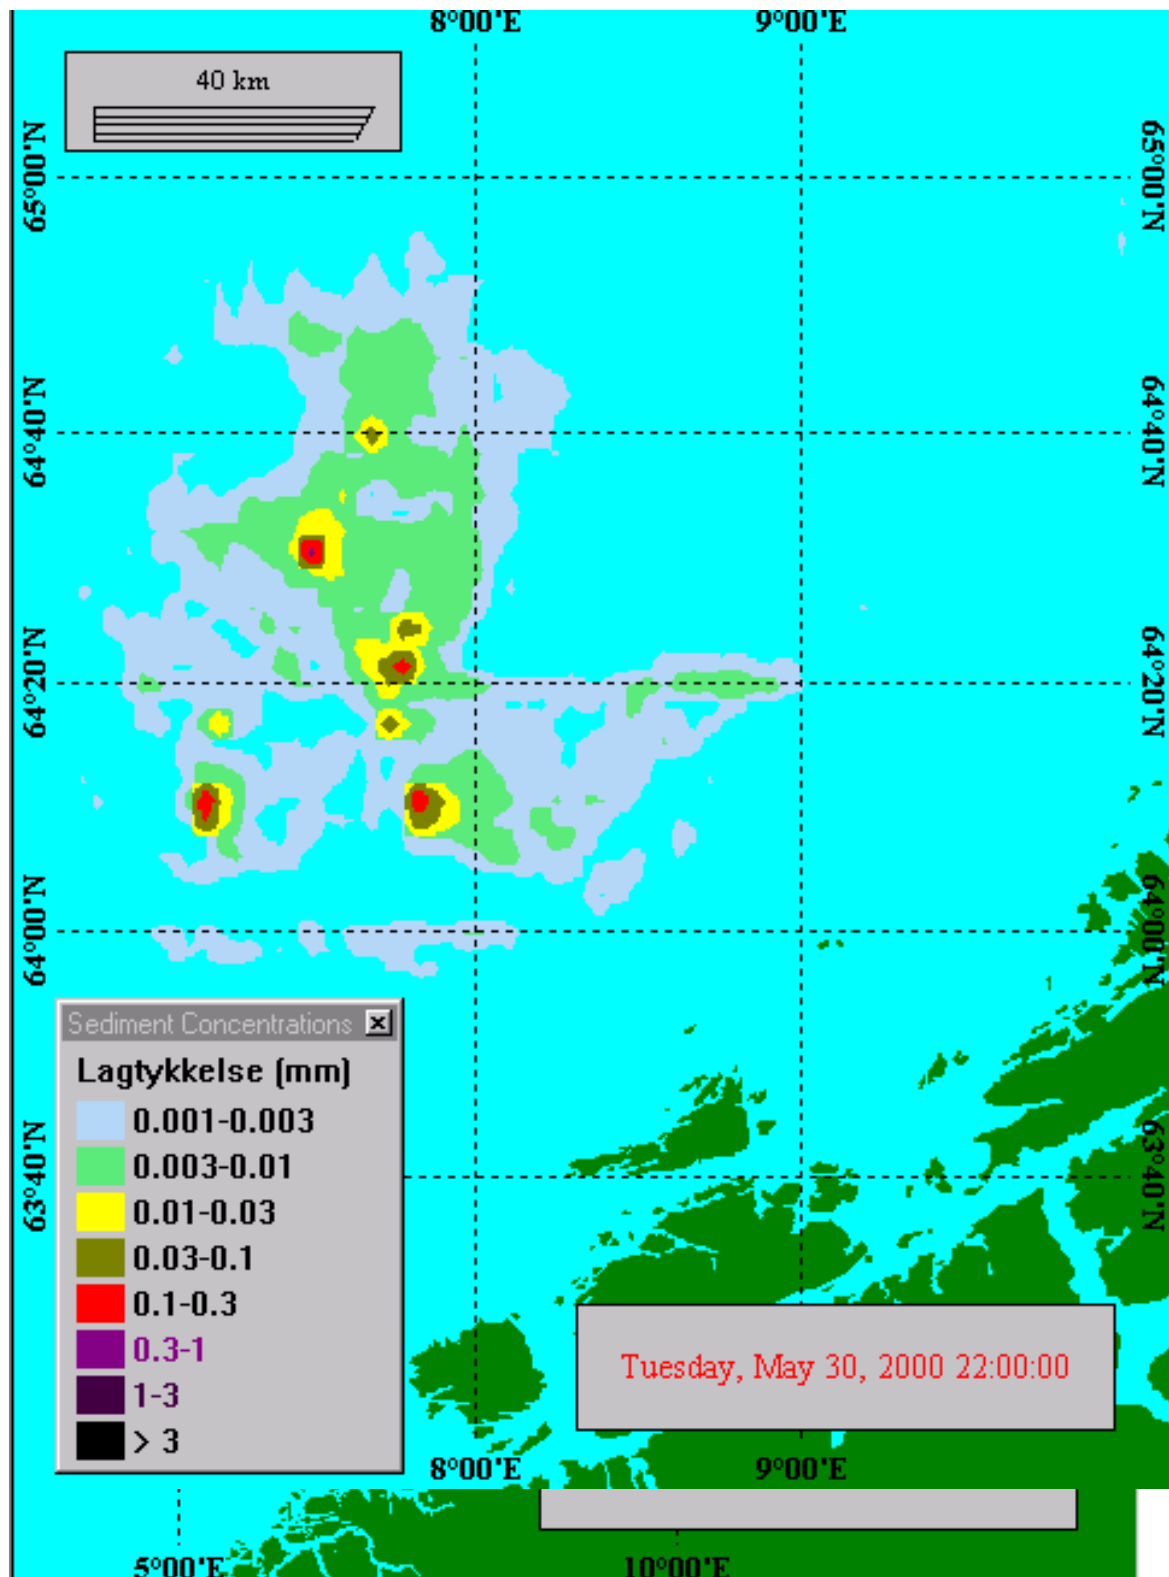 8°00'E 9°00'E
40 km
65°00'N 65°00'N
64°40'N 64°40'N
64°20'N 64°20'N
64°00'N 64°00'N
Sediment Concentrations
Lagtykkelse (mm)
0.001-0.003
0.003-0.01
63°40'N 63°40'N
0.01-0.03
0.03-0.1
0.1-0.3
0.3-1
1-3
> 3
Tuesday, May 30, 2000 22:00:00
8°00'E 9°00'E
5°00'E 10°00'E